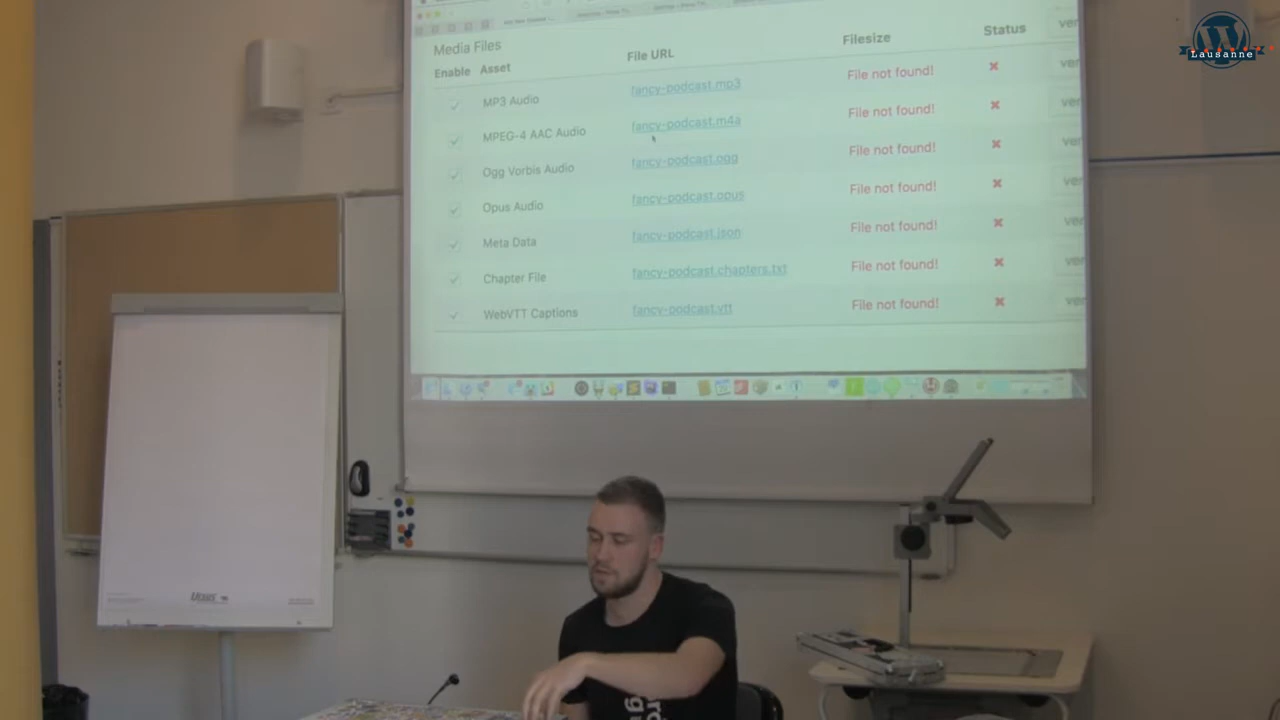 Media Files
Enable Asset File URL Filesize Status
MP3 Audio fancy-podcast.mp3 File not found! ✖
MPEG-4 AAC Audio fancy-podcast.m4a File not found! ✖
Ogg Vorbis Audio fancy-podcast.ogg File not found! ✖
Opus Audio fancy-podcast.opus File not found! ✖
Meta Data fancy-podcast.json File not found! ✖
Chapter File fancy-podcast.chapters.txt File not found! ✖
WebVTT Captions fancy-podcast.vtt File not found! ✖
W
Lausanne